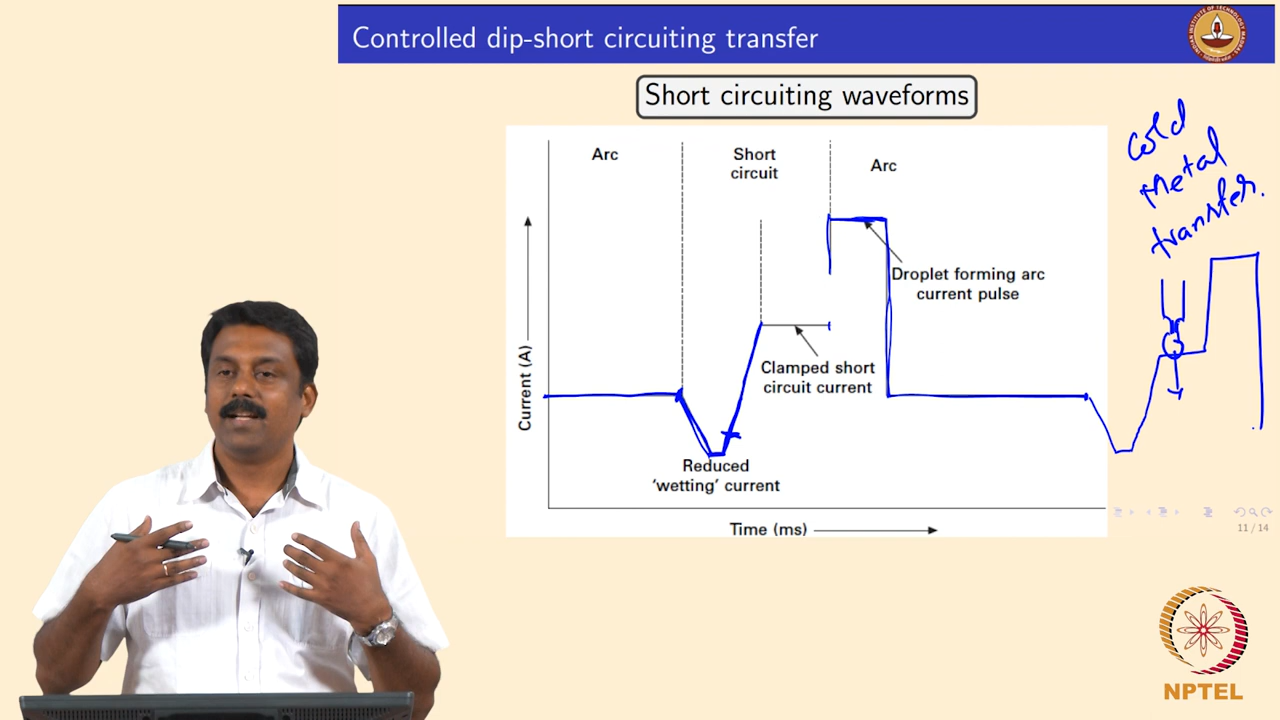 Controlled dip-short circuiting transfer
Short circuiting waveforms
Arc
Short
circuit
Arc
Droplet forming arc
current pulse
Clamped short
circuit current
Reduced
'wetting' current
Current (A)
Time (ms)
cold
Metal
transfer.
11 / 14
NPTEL